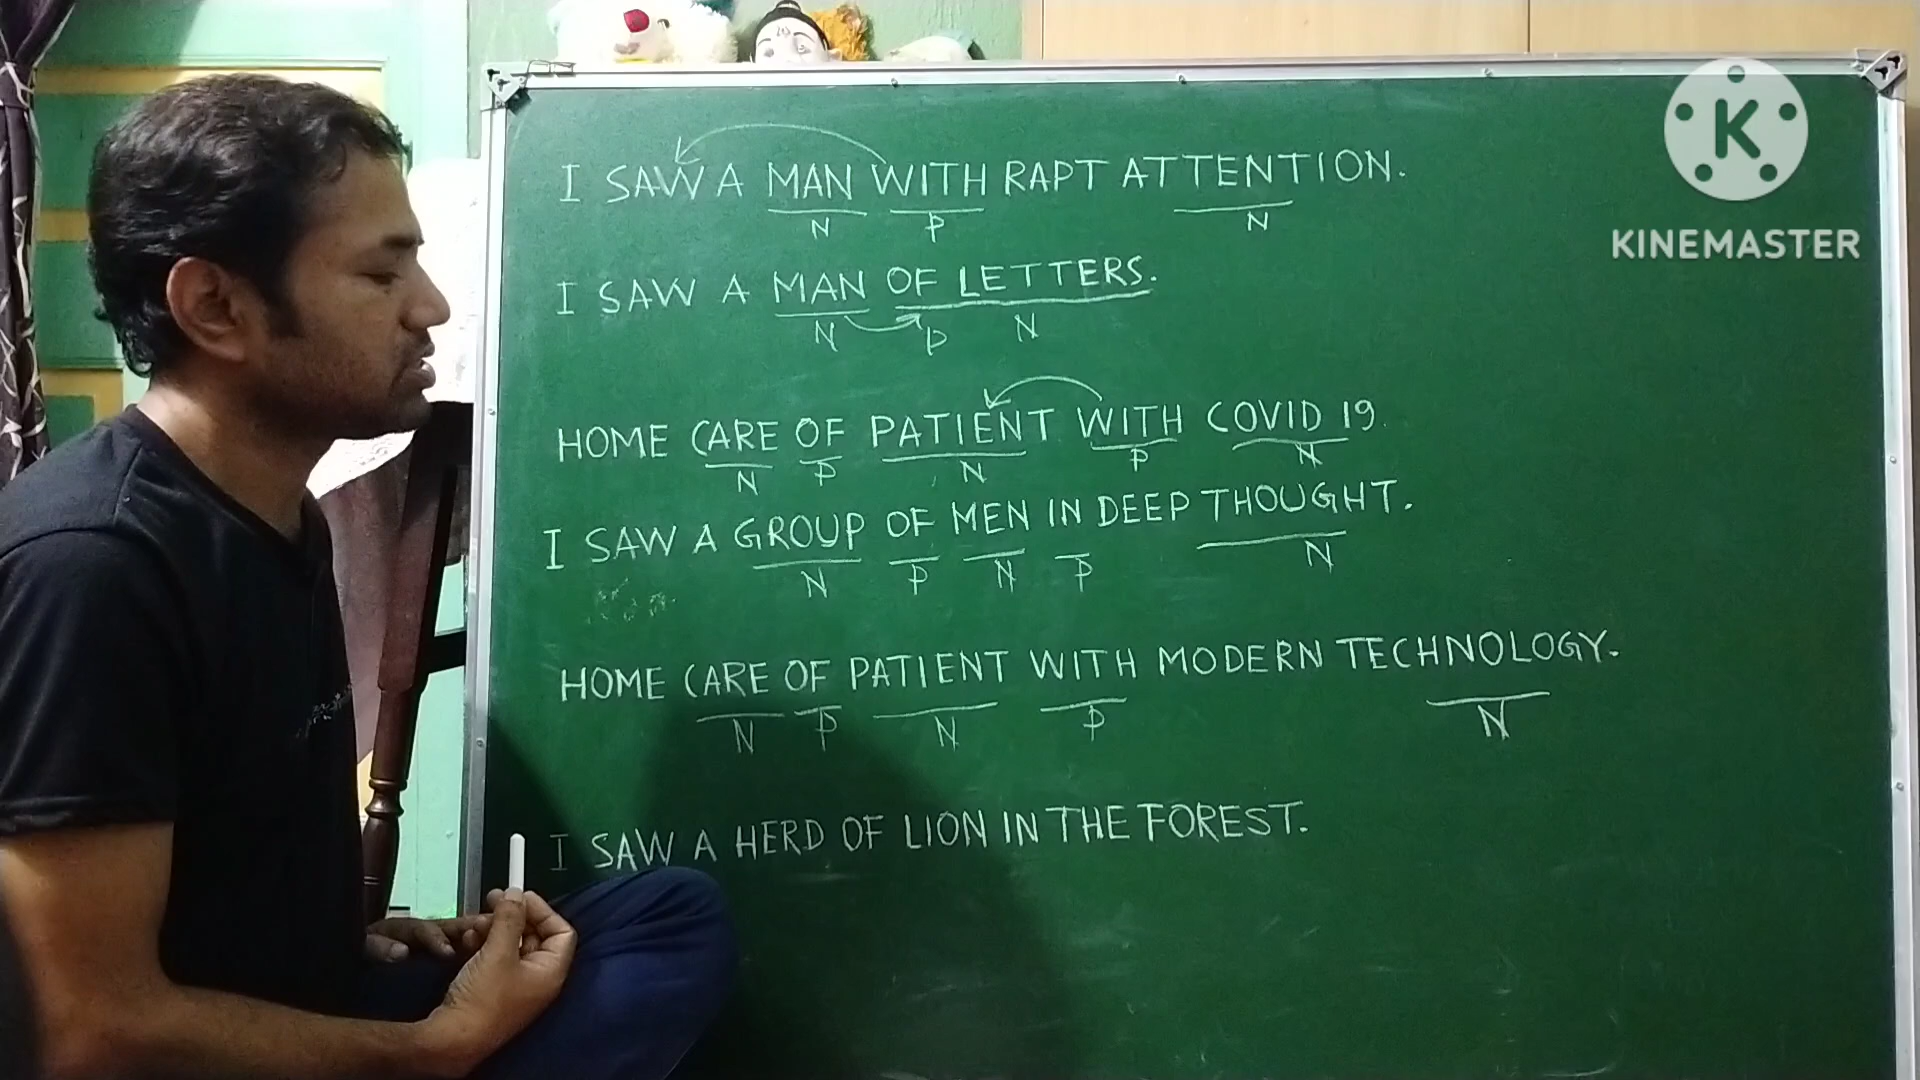 I SAW A MAN WITH RAPT ATTENTION.
N P N
I SAW A MAN OF LETTERS.
N P N
HOME CARE OF PATIENT WITH COVID 19.
N P N P N
I SAW A GROUP OF MEN IN DEEP THOUGHT.
N P N P N
HOME CARE OF PATIENT WITH MODERN TECHNOLOGY.
N P N P N
I SAW A HERD OF LION IN THE FOREST.
K
KINEMASTER